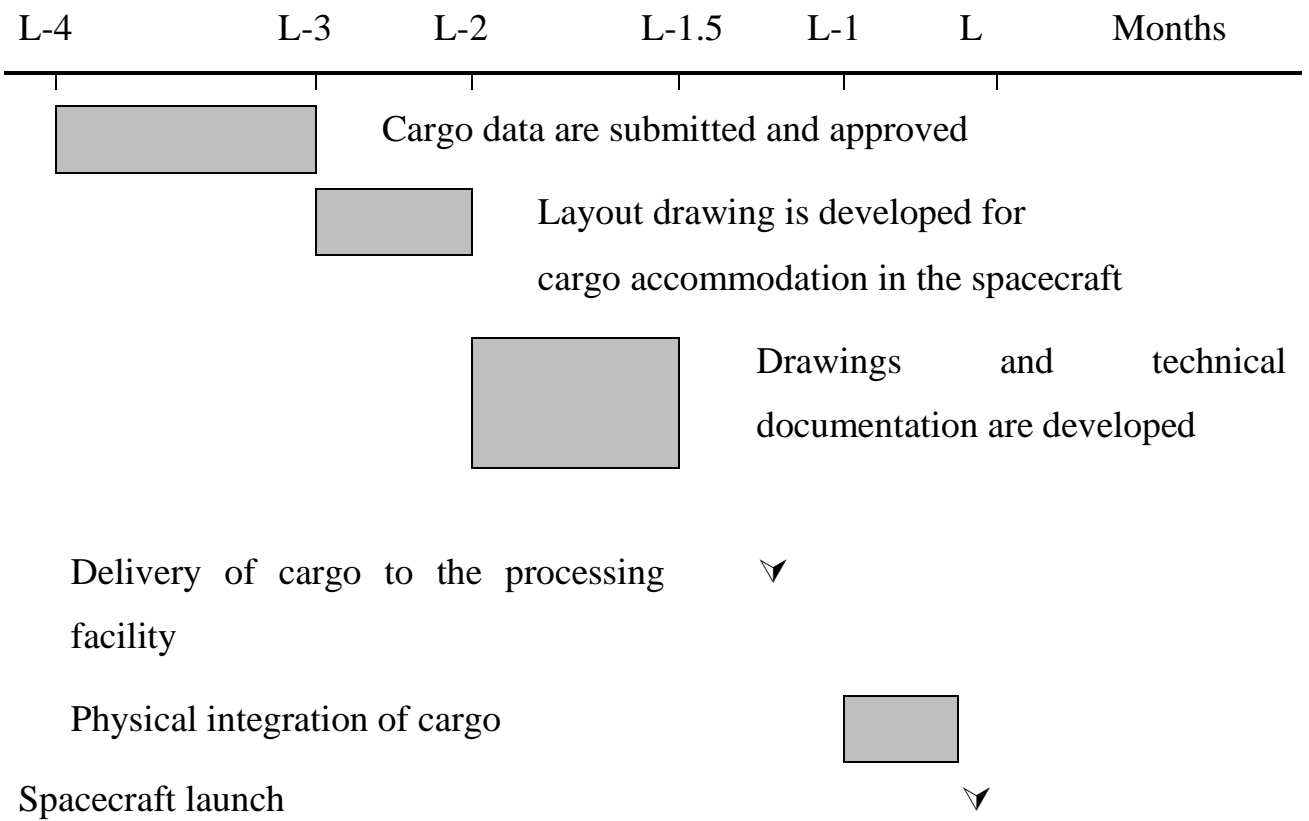 L-4 L-3 L-2 L-1.5 L-1 L Months
Cargo data are submitted and approved
Layout drawing is developed for
cargo accommodation in the spacecraft
Drawings and technical
documentation are developed
Delivery of cargo to the processing
facility
Physical integration of cargo
Spacecraft launch